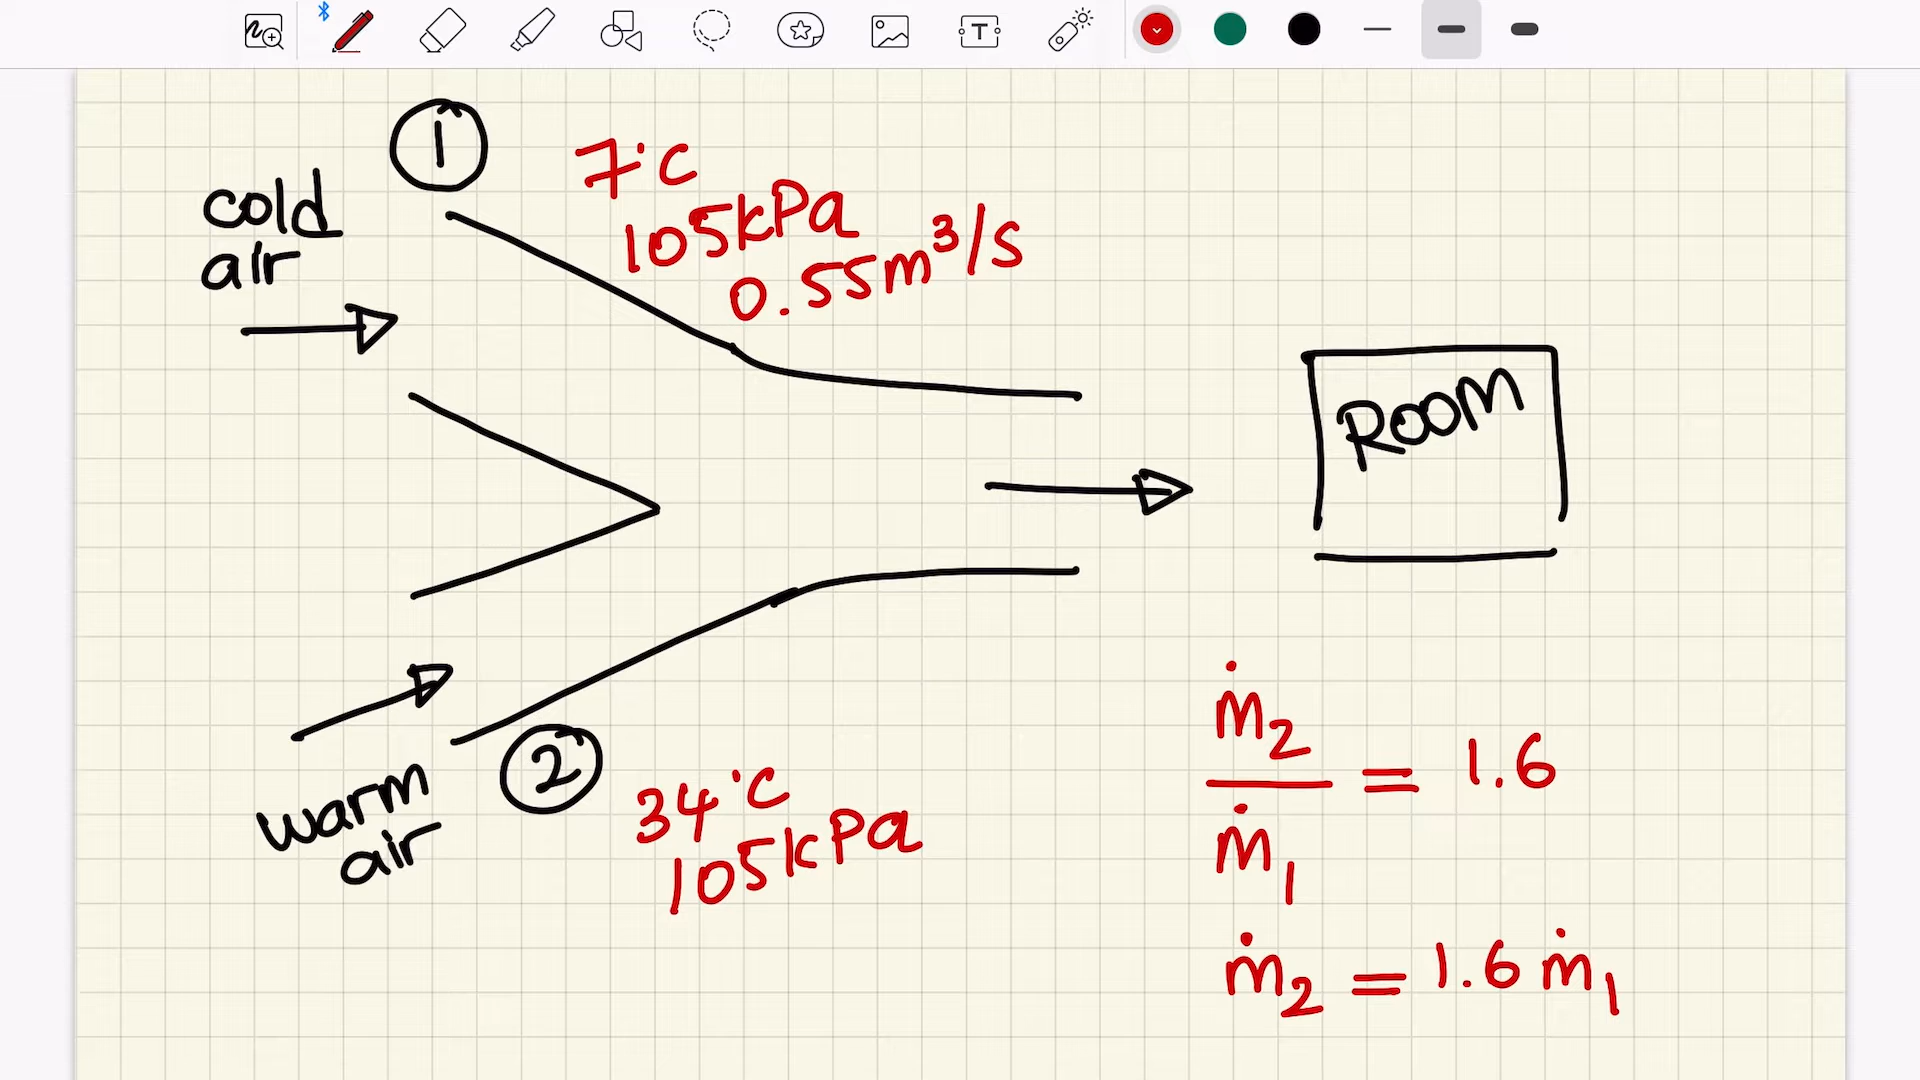 1
cold
air
7°C
105kPa
0.55m³/s
ROOM
2
warm
air
34°C
105kPa
ṁ2
ṁ1
= 1.6
ṁ2 = 1.6 ṁ1